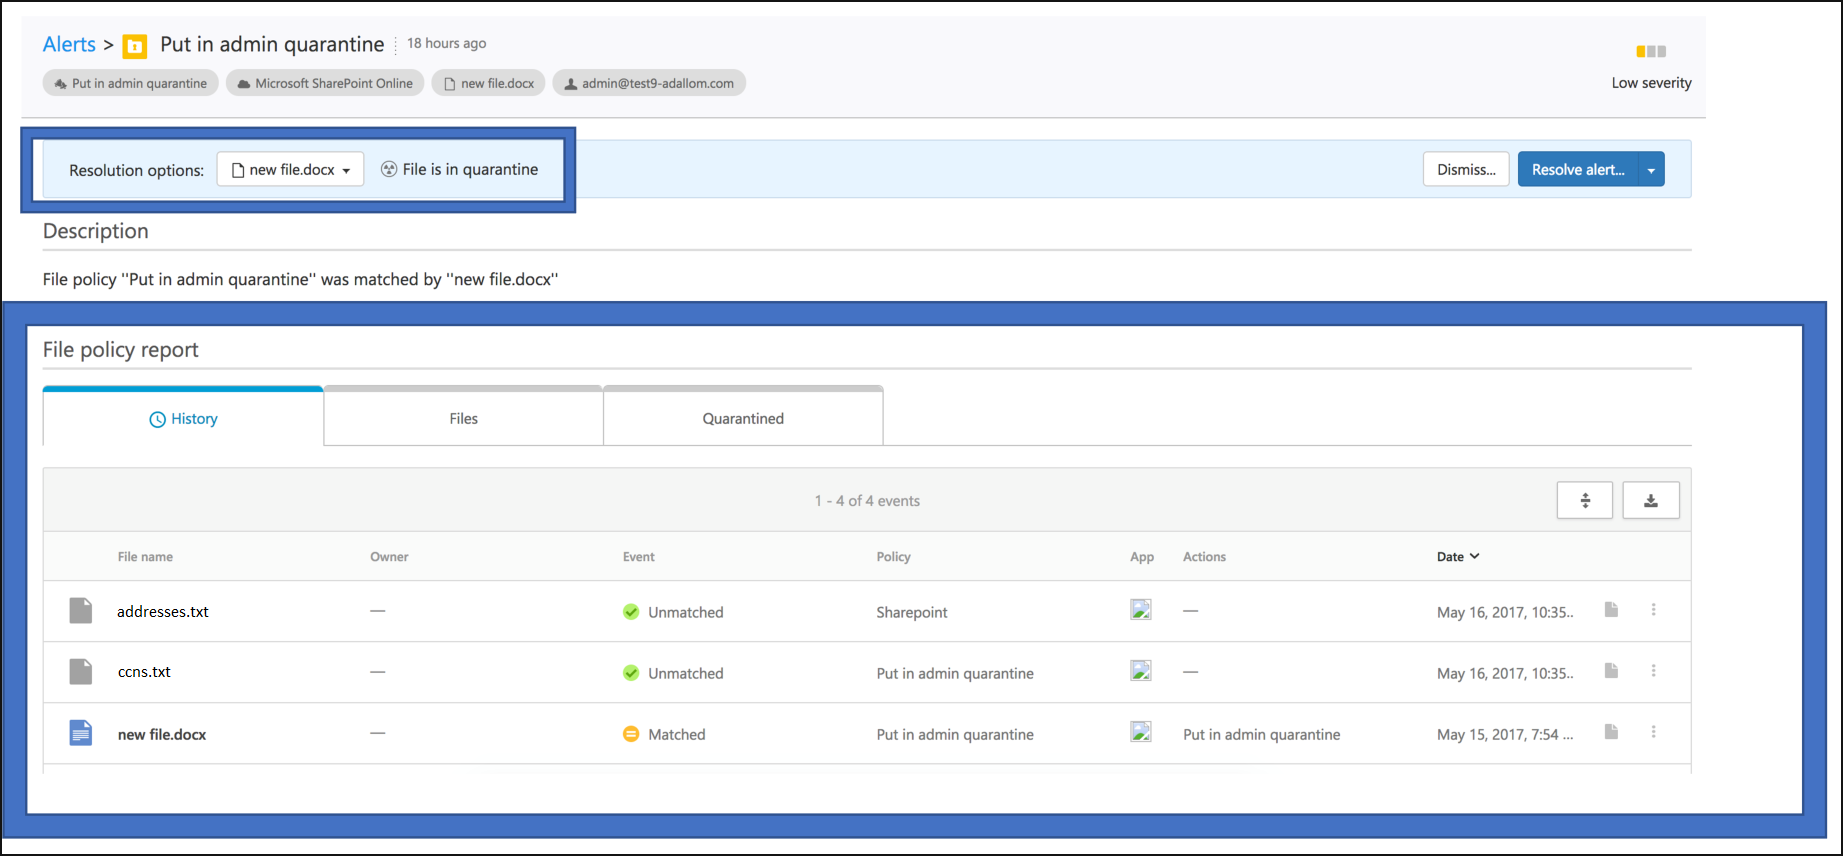 Alerts > Put in admin quarantine 18 hours ago
Put in admin quarantine Microsoft SharePoint Online new file.docx admin@test9-adallom.com
Low severity
Resolution options: new file.docx File is in quarantine Dismiss... Resolve alert...
Description
File policy "Put in admin quarantine" was matched by "new file.docx"
File policy report
History Files Quarantined
1 - 4 of 4 events
File name Owner Event Policy App Actions Date
addresses.txt — Unmatched Sharepoint — May 16, 2017, 10:35..
ccns.txt — Unmatched Put in admin quarantine — May 16, 2017, 10:35..
new file.docx — Matched Put in admin quarantine Put in admin quarantine May 15, 2017, 7:54 ...